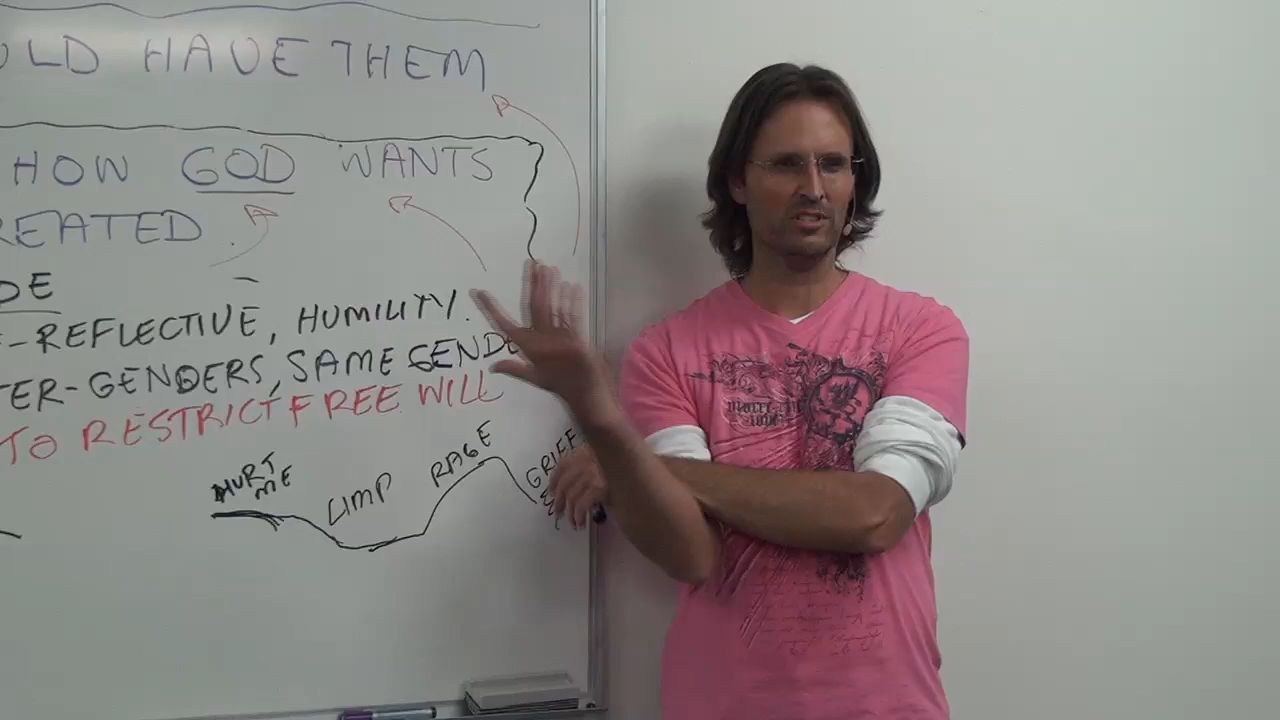 ULD HAVE THEM
HOW GOD WANTS
REATED.
DE
F-REFLECTIVE, HUMILITY.
TER-GENDERS, SAME GENDE
TO RESTRICT FREE WILL
HURT
ME
LIMP
RAGE
GRIEF